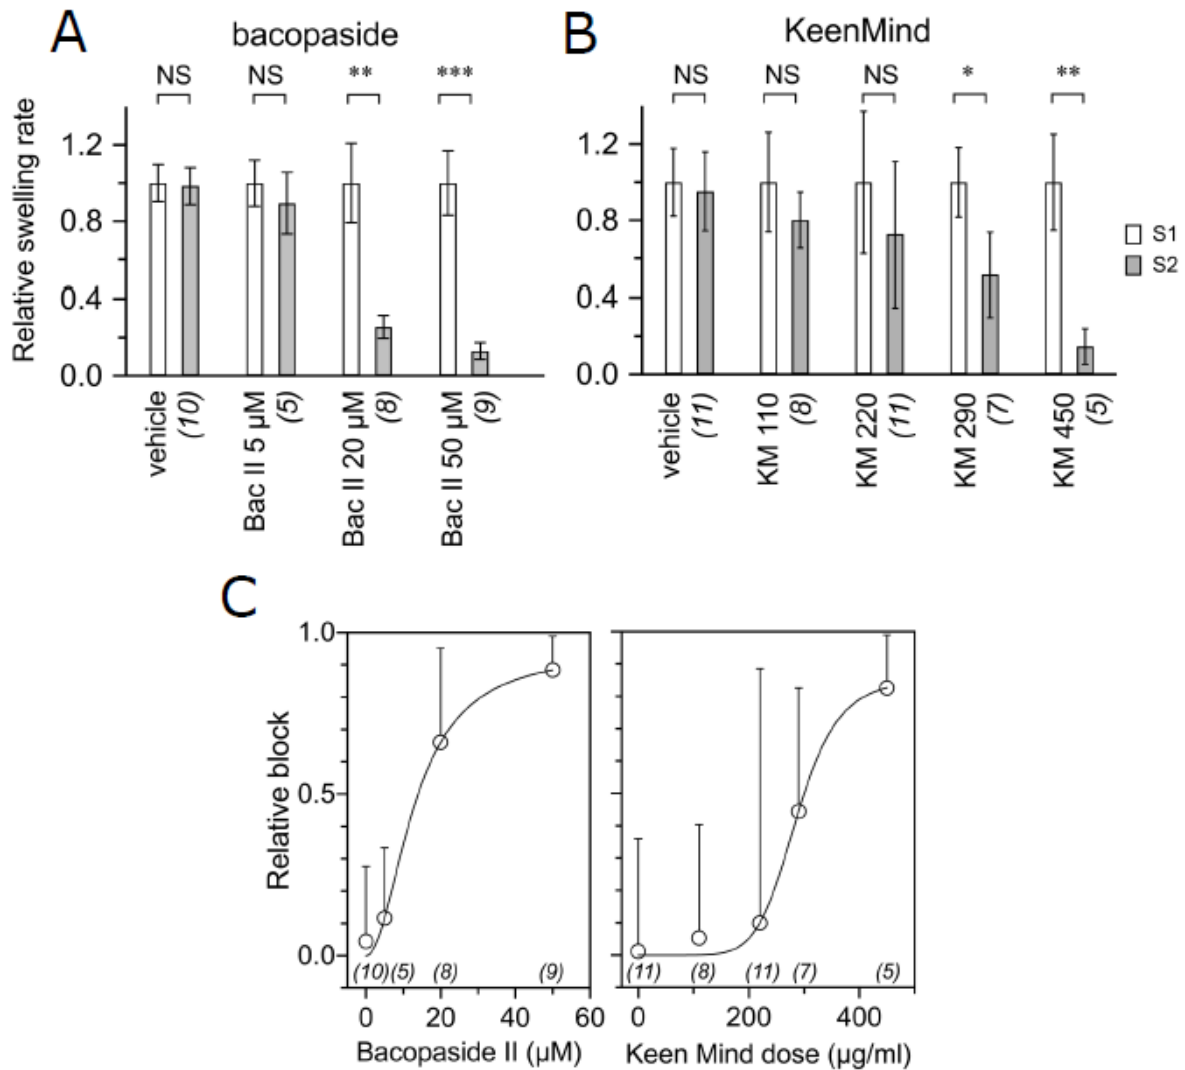 A
bacopaside
NS
NS
**
***
Relative swelling rate
1.2
0.8
0.4
0.0
vehicle
(10)
Bac II 5 µM
(5)
Bac II 20 µM
(8)
Bac II 50 µM
(9)
B
KeenMind
NS
NS
NS
*
**
1.2
0.8
0.4
0.0
vehicle
(11)
KM 110
(8)
KM 220
(11)
KM 290
(7)
KM 450
(5)
S1
S2
C
Relative block
1.0
0.5
0.0
(10) (5) (8) (9)
0 20 40 60
Bacopaside II (µM)
(11) (8) (11) (7) (5)
0 200 400
Keen Mind dose (µg/ml)